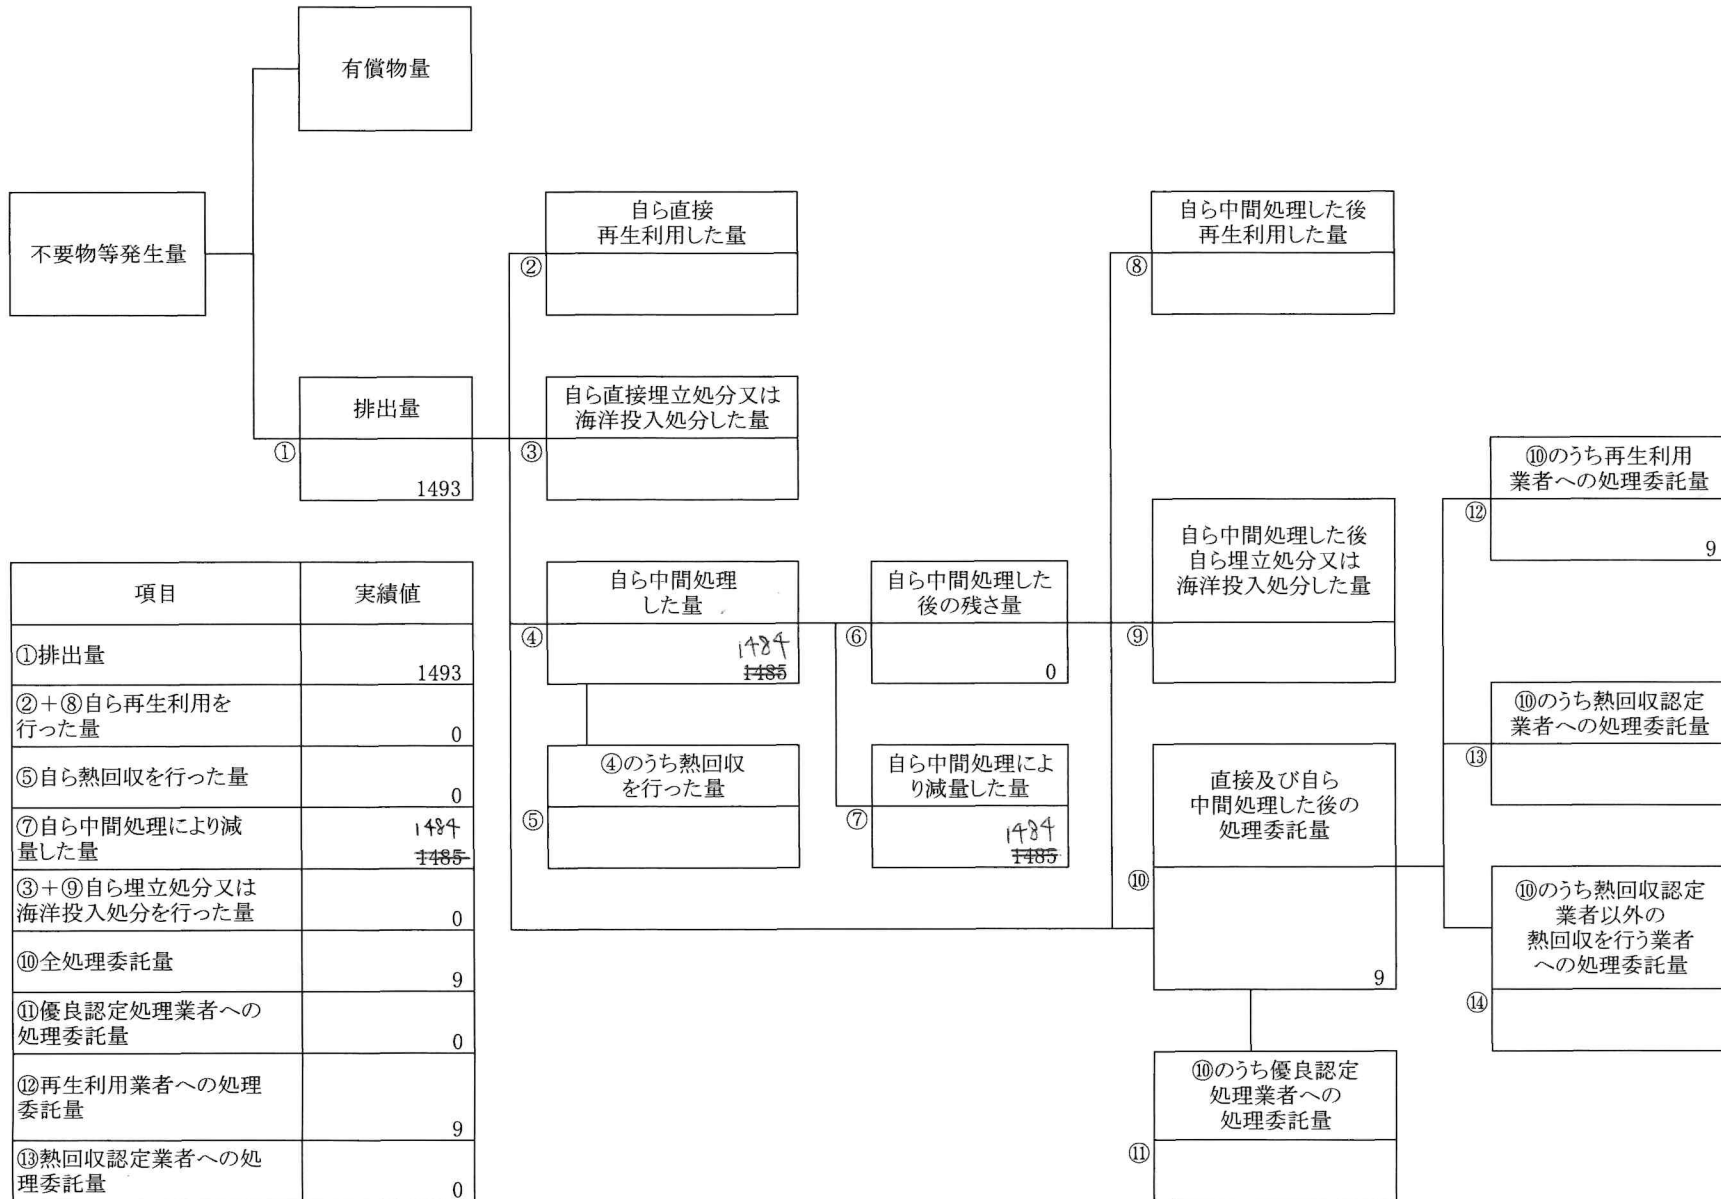 有償物量
不要物等発生量
自ら直接
再生利用した量
②
自ら中間処理した後
再生利用した量
⑧
排出量
①
1493
自ら直接埋立処分又は
海洋投入処分した量
③
⑩のうち再生利用
業者への処理委託量
⑫
9
自ら中間処理
した量
④
1484
1485
自ら中間処理した
後の残さ量
⑥
0
自ら中間処理した後
自ら埋立処分又は
海洋投入処分した量
⑨
⑩のうち熱回収認定
業者への処理委託量
⑬
④のうち熱回収
を行った量
⑤
自ら中間処理によ
り減量した量
⑦
1484
1485
直接及び自ら
中間処理した後の
処理委託量
⑩
9
⑩のうち熱回収認定
業者以外の
熱回収を行う業者
への処理委託量
⑭
⑩のうち優良認定
処理業者への
処理委託量
⑪
項目 実績値
①排出量
1493
②+⑧自ら再生利用を
行った量
0
⑤自ら熱回収を行った量
0
⑦自ら中間処理により減
量した量
1484
1485
③+⑨自ら埋立処分又は
海洋投入処分を行った量
0
⑩全処理委託量
9
⑪優良認定処理業者への
処理委託量
0
⑫再生利用業者への処理
委託量
9
⑬熱回収認定業者への処
理委託量
0